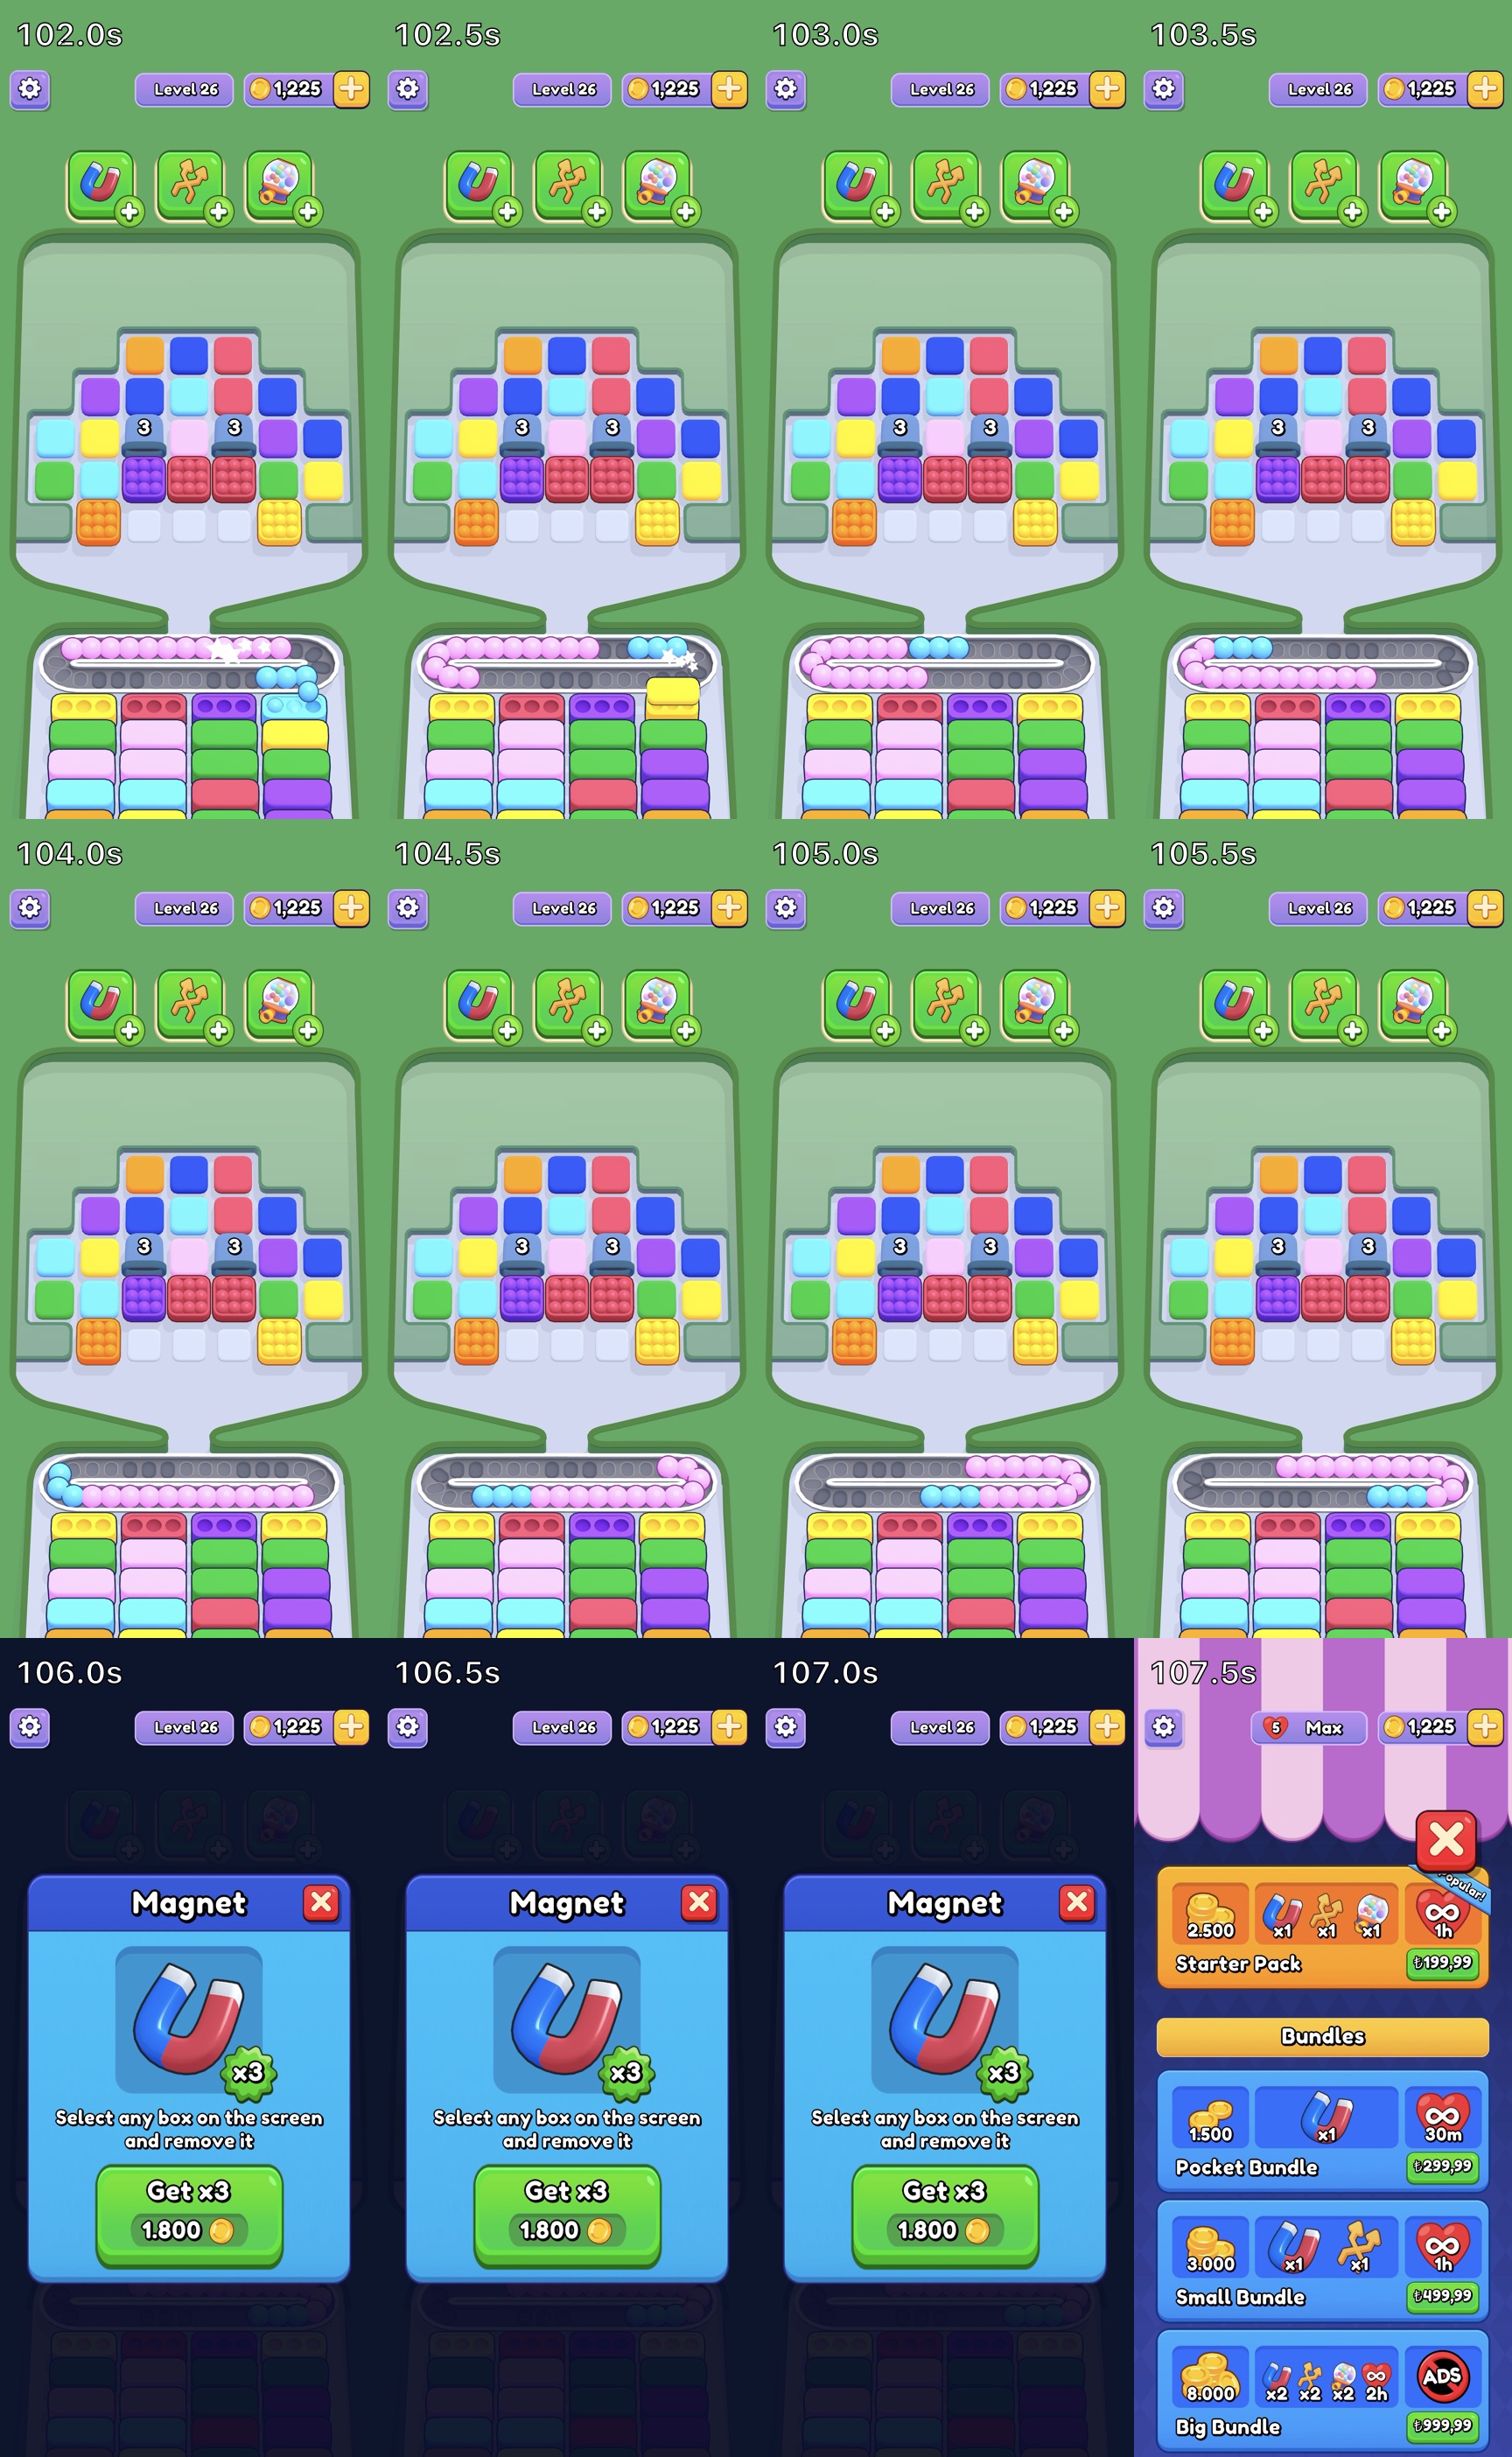 102.0s 102.5s 103.0s 103.5s
Level 26 1,225 Level 26 1,225 Level 26 1,225 Level 26 1,225
3 3 3 3 3 3 3 3
104.0s 104.5s 105.0s 105.5s
Level 26 1,225 Level 26 1,225 Level 26 1,225 Level 26 1,225
3 3 3 3 3 3 3 3
106.0s 106.5s 107.0s 107.5s
Level 26 1,225 Level 26 1,225 Level 26 1,225 5 Max 1,225
Magnet
x3
Select any box on the screen
and remove it
Get x3
1.800
Magnet
x3
Select any box on the screen
and remove it
Get x3
1.800
Magnet
x3
Select any box on the screen
and remove it
Get x3
1.800
Popular!
2.500 x1 x1 x1 1h
Starter Pack ₺199,99
Bundles
1.500 x1 30m
Pocket Bundle ₺299,99
3.000 x1 x1 1h
Small Bundle ₺499,99
8.000 x2 x2 x2 2h ADS
Big Bundle ₺999,99